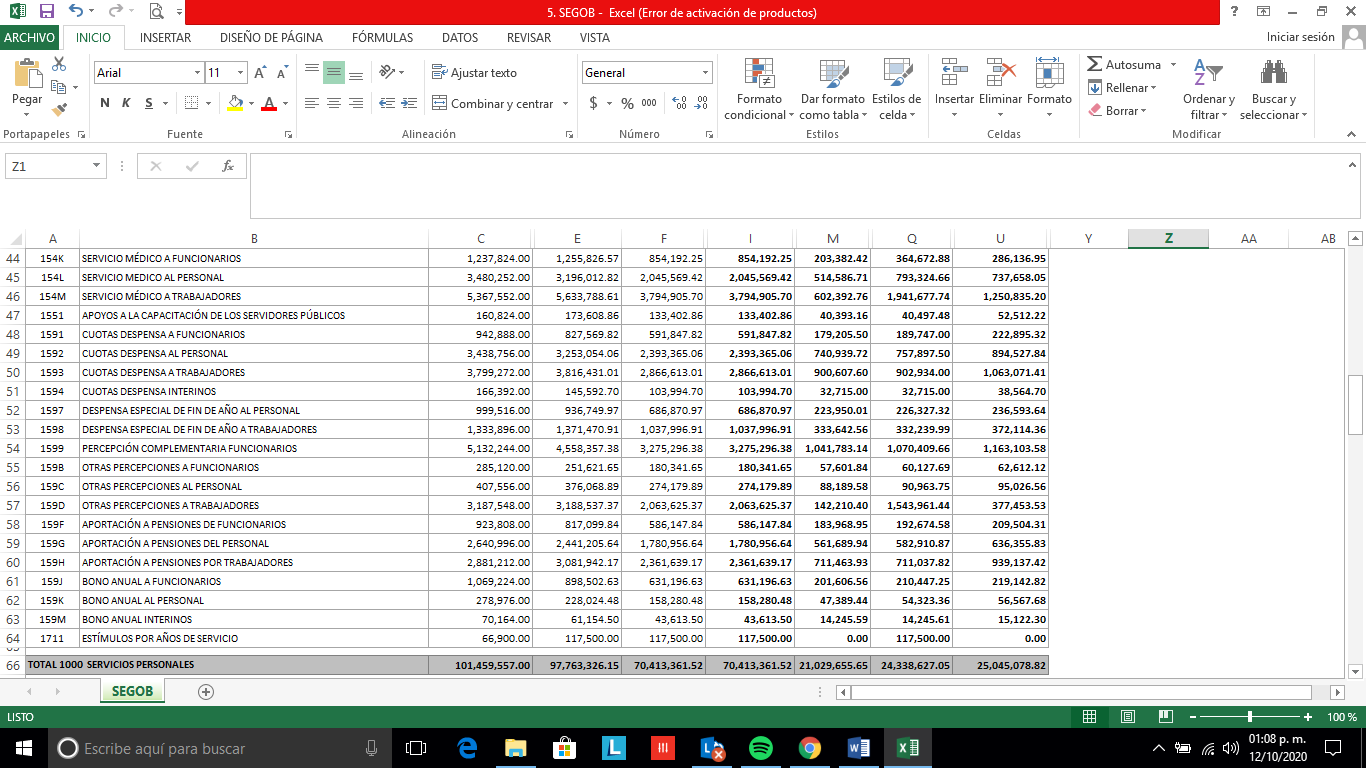 5. SEGOB - Excel (Error de activación de productos)
ARCHIVO INICIO INSERTAR DISEÑO DE PÁGINA FÓRMULAS DATOS REVISAR VISTA Iniciar sesión
Pegar Arial 11 Ajustar texto General Formato condicional Dar formato como tabla Estilos de celda Insertar Eliminar Formato Autosuma Rellenar Borrar Ordenar y filtrar Buscar y seleccionar
N K S A Combinar y centrar $ % 000
Portapapeles Fuente Alineación Número Estilos Celdas Modificar
Z1 fx
A B C E F I M Q U Y Z AA AB
44 154K SERVICIO MÉDICO A FUNCIONARIOS 1,237,824.00 1,255,826.57 854,192.25 854,192.25 203,382.42 364,672.88 286,136.95
45 154L SERVICIO MEDICO AL PERSONAL 3,480,252.00 3,196,012.82 2,045,569.42 2,045,569.42 514,586.71 793,324.66 737,658.05
46 154M SERVICIO MÉDICO A TRABAJADORES 5,367,552.00 5,633,788.61 3,794,905.70 3,794,905.70 602,392.76 1,941,677.74 1,250,835.20
47 1551 APOYOS A LA CAPACITACIÓN DE LOS SERVIDORES PÚBLICOS 160,824.00 173,608.86 133,402.86 133,402.86 40,393.16 40,497.48 52,512.22
48 1591 CUOTAS DESPENSA A FUNCIONARIOS 942,888.00 827,569.82 591,847.82 591,847.82 179,205.50 189,747.00 222,895.32
49 1592 CUOTAS DESPENSA AL PERSONAL 3,438,756.00 3,253,054.06 2,393,365.06 2,393,365.06 740,939.72 757,897.50 894,527.84
50 1593 CUOTAS DESPENSA A TRABAJADORES 3,799,272.00 3,816,431.01 2,866,613.01 2,866,613.01 900,607.60 902,934.00 1,063,071.41
51 1594 CUOTAS DESPENSA INTERINOS 166,392.00 145,592.70 103,994.70 103,994.70 32,715.00 32,715.00 38,564.70
52 1597 DESPENSA ESPECIAL DE FIN DE AÑO AL PERSONAL 999,516.00 936,749.97 686,870.97 686,870.97 223,950.01 226,327.32 236,593.64
53 1598 DESPENSA ESPECIAL DE FIN DE AÑO A TRABAJADORES 1,333,896.00 1,371,470.91 1,037,996.91 1,037,996.91 333,642.56 332,239.99 372,114.36
54 1599 PERCEPCIÓN COMPLEMENTARIA FUNCIONARIOS 5,132,244.00 4,558,357.38 3,275,296.38 3,275,296.38 1,041,783.14 1,070,409.66 1,163,103.58
55 159B OTRAS PERCEPCIONES A FUNCIONARIOS 285,120.00 251,621.65 180,341.65 180,341.65 57,601.84 60,127.69 62,612.12
56 159C OTRAS PERCEPCIONES AL PERSONAL 407,556.00 376,068.89 274,179.89 274,179.89 88,189.58 90,963.75 95,026.56
57 159D OTRAS PERCEPCIONES A TRABAJADORES 3,187,548.00 3,188,537.37 2,063,625.37 2,063,625.37 142,210.40 1,543,961.44 377,453.53
58 159F APORTACIÓN A PENSIONES DE FUNCIONARIOS 923,808.00 817,099.84 586,147.84 586,147.84 183,968.95 192,674.58 209,504.31
59 159G APORTACIÓN A PENSIONES DEL PERSONAL 2,640,996.00 2,441,205.64 1,780,956.64 1,780,956.64 561,689.94 582,910.87 636,355.83
60 159H APORTACIÓN A PENSIONES POR TRABAJADORES 2,881,212.00 3,081,942.17 2,361,639.17 2,361,639.17 711,463.93 711,037.82 939,137.42
61 159J BONO ANUAL A FUNCIONARIOS 1,069,224.00 898,502.63 631,196.63 631,196.63 201,606.56 210,447.25 219,142.82
62 159K BONO ANUAL AL PERSONAL 278,976.00 228,024.48 158,280.48 158,280.48 47,389.44 54,323.36 56,567.68
63 159M BONO ANUAL INTERINOS 70,164.00 61,154.50 43,613.50 43,613.50 14,245.59 14,245.61 15,122.30
64 1711 ESTÍMULOS POR AÑOS DE SERVICIO 66,900.00 117,500.00 117,500.00 117,500.00 0.00 117,500.00 0.00
66 TOTAL 1000 SERVICIOS PERSONALES 101,459,557.00 97,763,326.15 70,413,361.52 70,413,361.52 21,029,655.65 24,338,627.05 25,045,078.82
SEGOB
LISTO 100 %
Escribe aquí para buscar 01:08 p. m.
12/10/2020